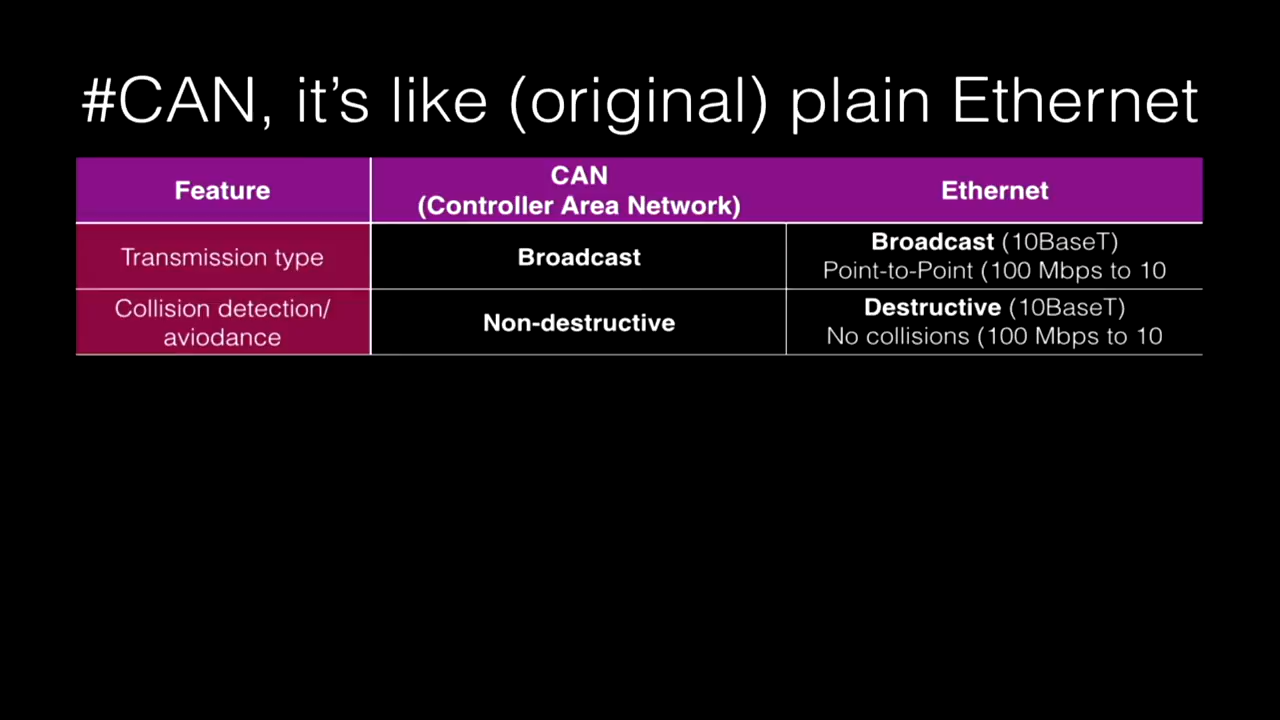 #CAN, it's like (original) plain Ethernet
Feature
CAN
(Controller Area Network)
Ethernet
Transmission type
Broadcast
Broadcast (10BaseT)
Point-to-Point (100 Mbps to 10
Collision detection/
aviodance
Non-destructive
Destructive (10BaseT)
No collisions (100 Mbps to 10